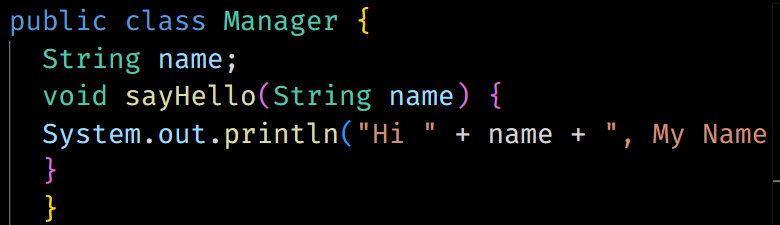 public class Manager {
String name;
void sayHello(String name) {
System.out.println("Hi " + name + ", My Name
}
}